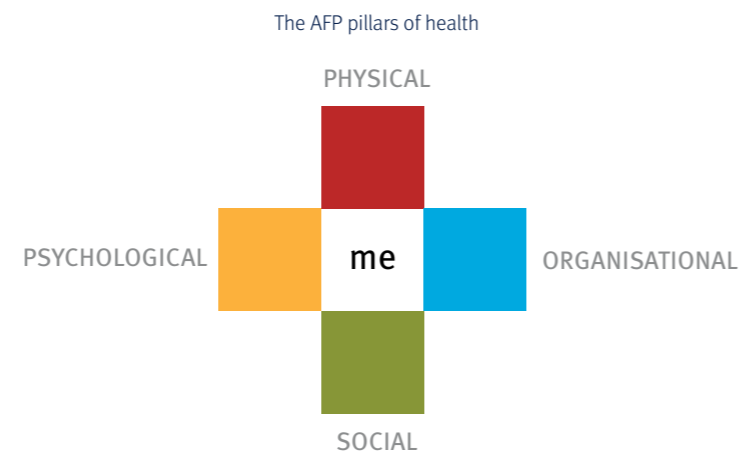 The AFP pillars of health
PHYSICAL
PSYCHOLOGICAL
me
ORGANISATIONAL
SOCIAL